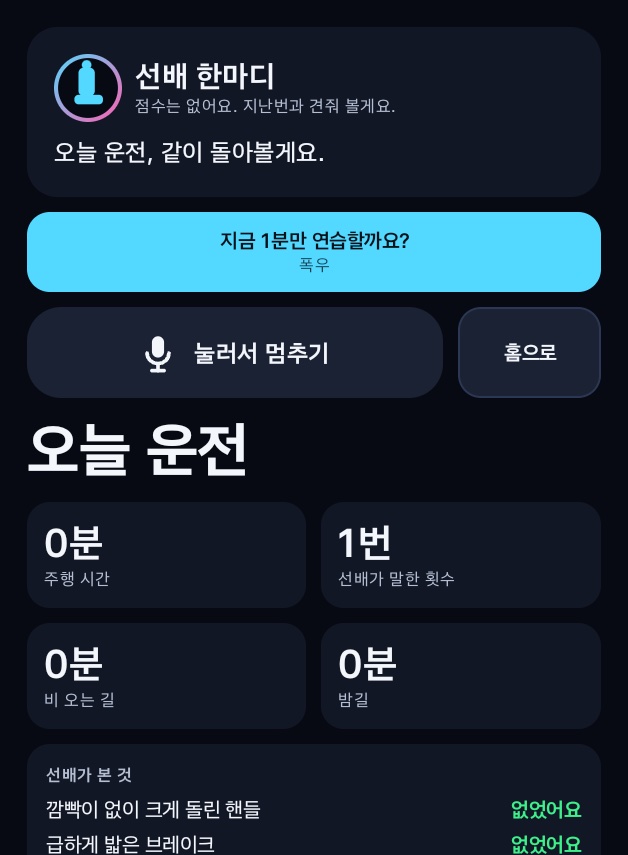 선배 한마디
점수는 없어요. 지난번과 견줘 볼게요.
오늘 운전, 같이 돌아볼게요.
지금 1분만 연습할까요?
폭우
눌러서 멈추기
홈으로
오늘 운전
0분
주행 시간
1번
선배가 말한 횟수
0분
비 오는 길
0분
밤길
선배가 본 것
깜빡이 없이 크게 돌린 핸들 없었어요
급하게 밟은 브레이크 없었어요